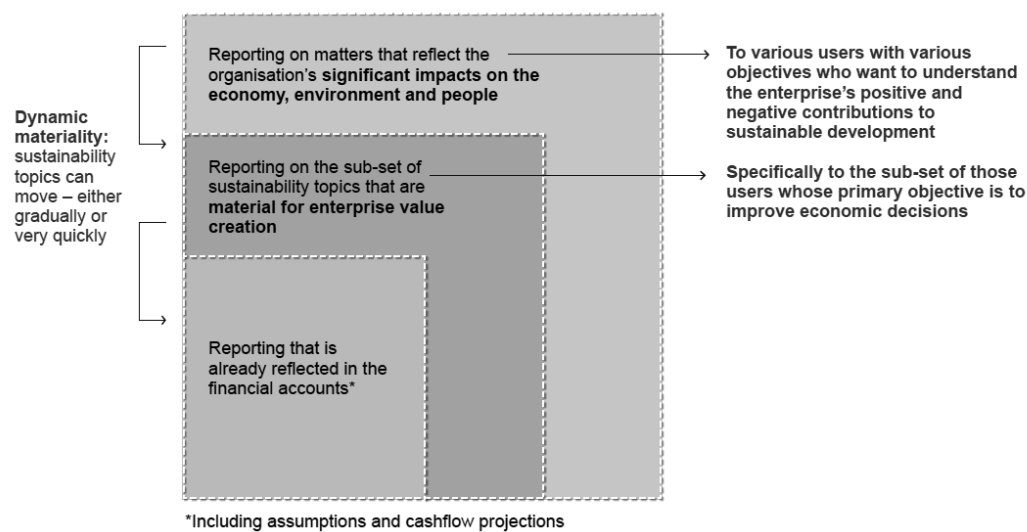 Dynamic
materiality:
sustainability
topics can
move – either
gradually or
very quickly
Reporting on matters that reflect the
organisation's significant impacts on the
economy, environment and people
To various users with various
objectives who want to understand
the enterprise's positive and
negative contributions to
sustainable development
Reporting on the sub-set of
sustainability topics that are
material for enterprise value
creation
Specifically to the sub-set of those
users whose primary objective is to
improve economic decisions
Reporting that is
already reflected in the
financial accounts*
*Including assumptions and cashflow projections